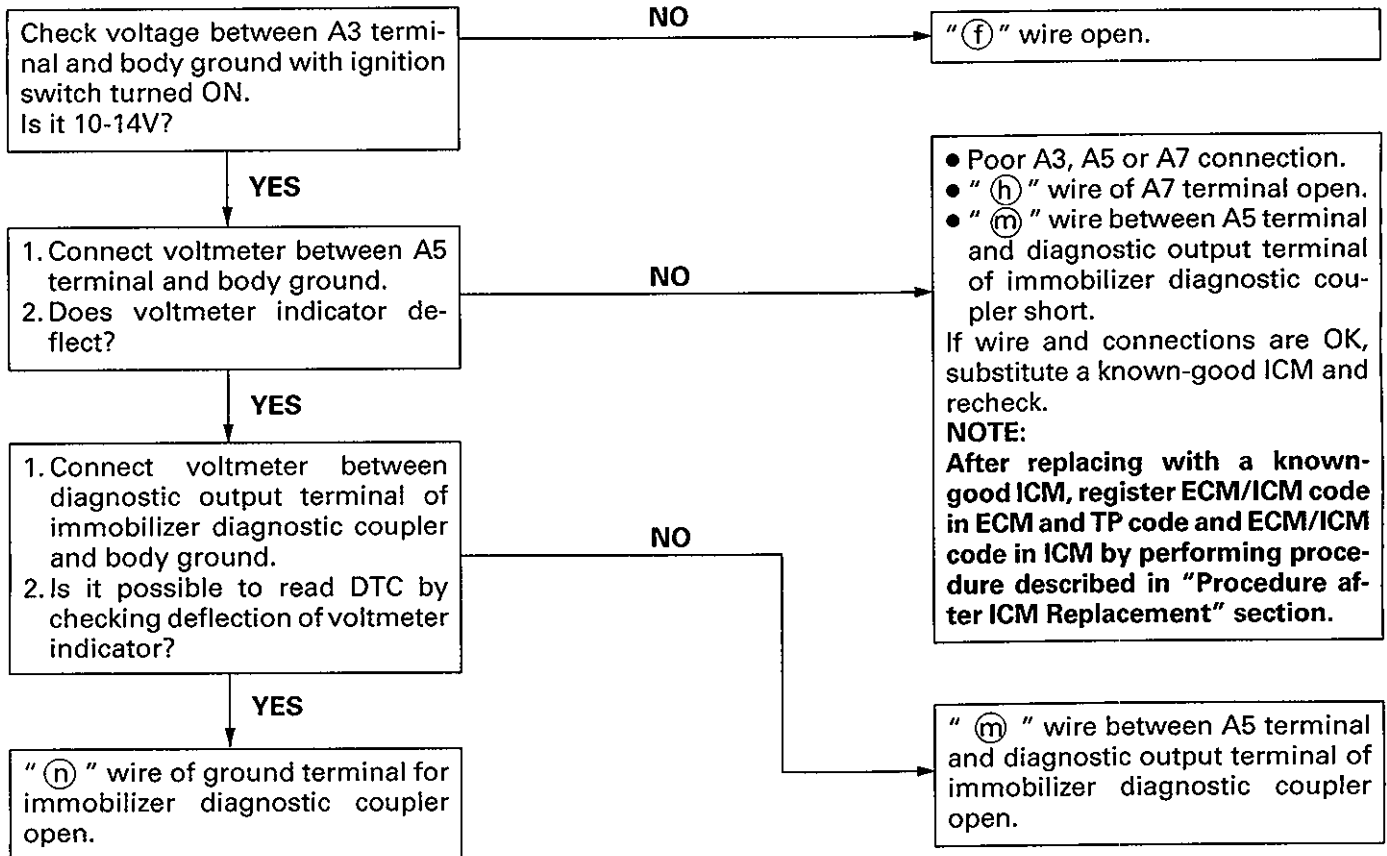 Check voltage between A3 termi-
nal and body ground with ignition
switch turned ON.
Is it 10-14V?
NO
"ⓕ" wire open.
YES
1. Connect voltmeter between A5
terminal and body ground.
2. Does voltmeter indicator de-
flect?
NO
● Poor A3, A5 or A7 connection.
● "ⓗ" wire of A7 terminal open.
● "ⓜ" wire between A5 terminal
and diagnostic output terminal
of immobilizer diagnostic cou-
pler short.
If wire and connections are OK,
substitute a known-good ICM and
recheck.
NOTE:
After replacing with a known-
good ICM, register ECM/ICM code
in ECM and TP code and ECM/ICM
code in ICM by performing proce-
dure described in "Procedure af-
ter ICM Replacement" section.
YES
1. Connect voltmeter between
diagnostic output terminal of
immobilizer diagnostic coupler
and body ground.
2. Is it possible to read DTC by
checking deflection of voltmeter
indicator?
NO
"ⓜ" wire between A5 terminal
and diagnostic output terminal of
immobilizer diagnostic coupler
open.
YES
"ⓝ" wire of ground terminal for
immobilizer diagnostic coupler
open.